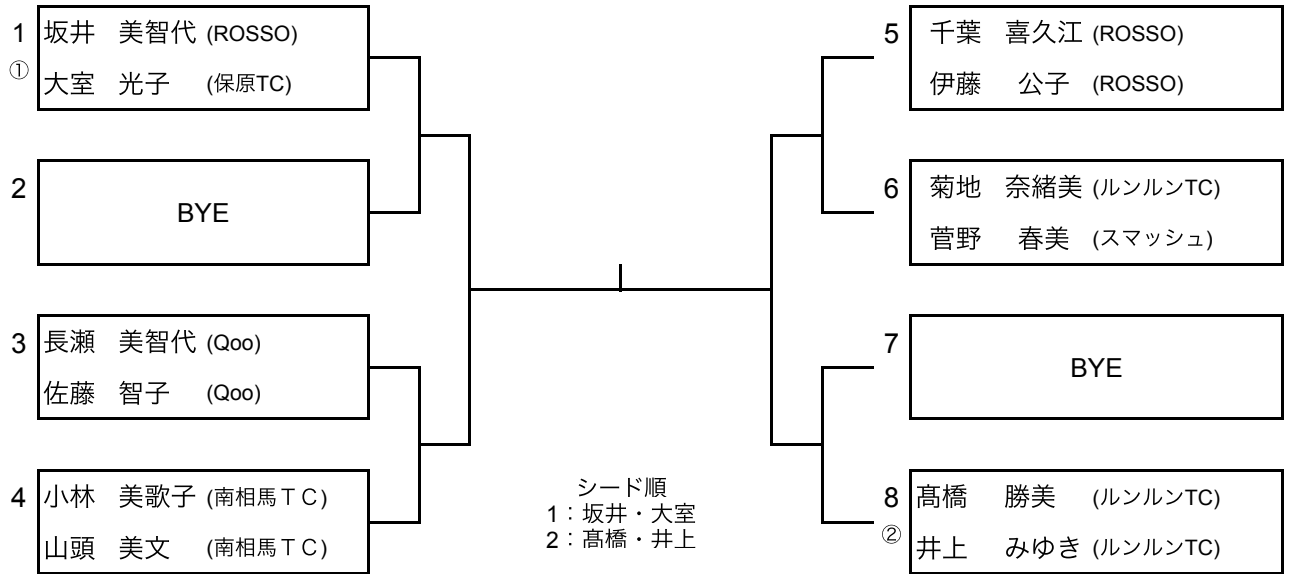 1 坂井 美智代 (ROSSO)
① 大室 光子 (保原TC)
2 BYE
3 長瀬 美智代 (Qoo)
佐藤 智子 (Qoo)
4 小林 美歌子 (南相馬ＴＣ)
山頭 美文 (南相馬ＴＣ)
5 千葉 喜久江 (ROSSO)
伊藤 公子 (ROSSO)
6 菊地 奈緒美 (ルンルンTC)
菅野 春美 (スマッシュ)
7 BYE
8 髙橋 勝美 (ルンルンTC)
② 井上 みゆき (ルンルンTC)
シード順
1：坂井・大室
2：髙橋・井上